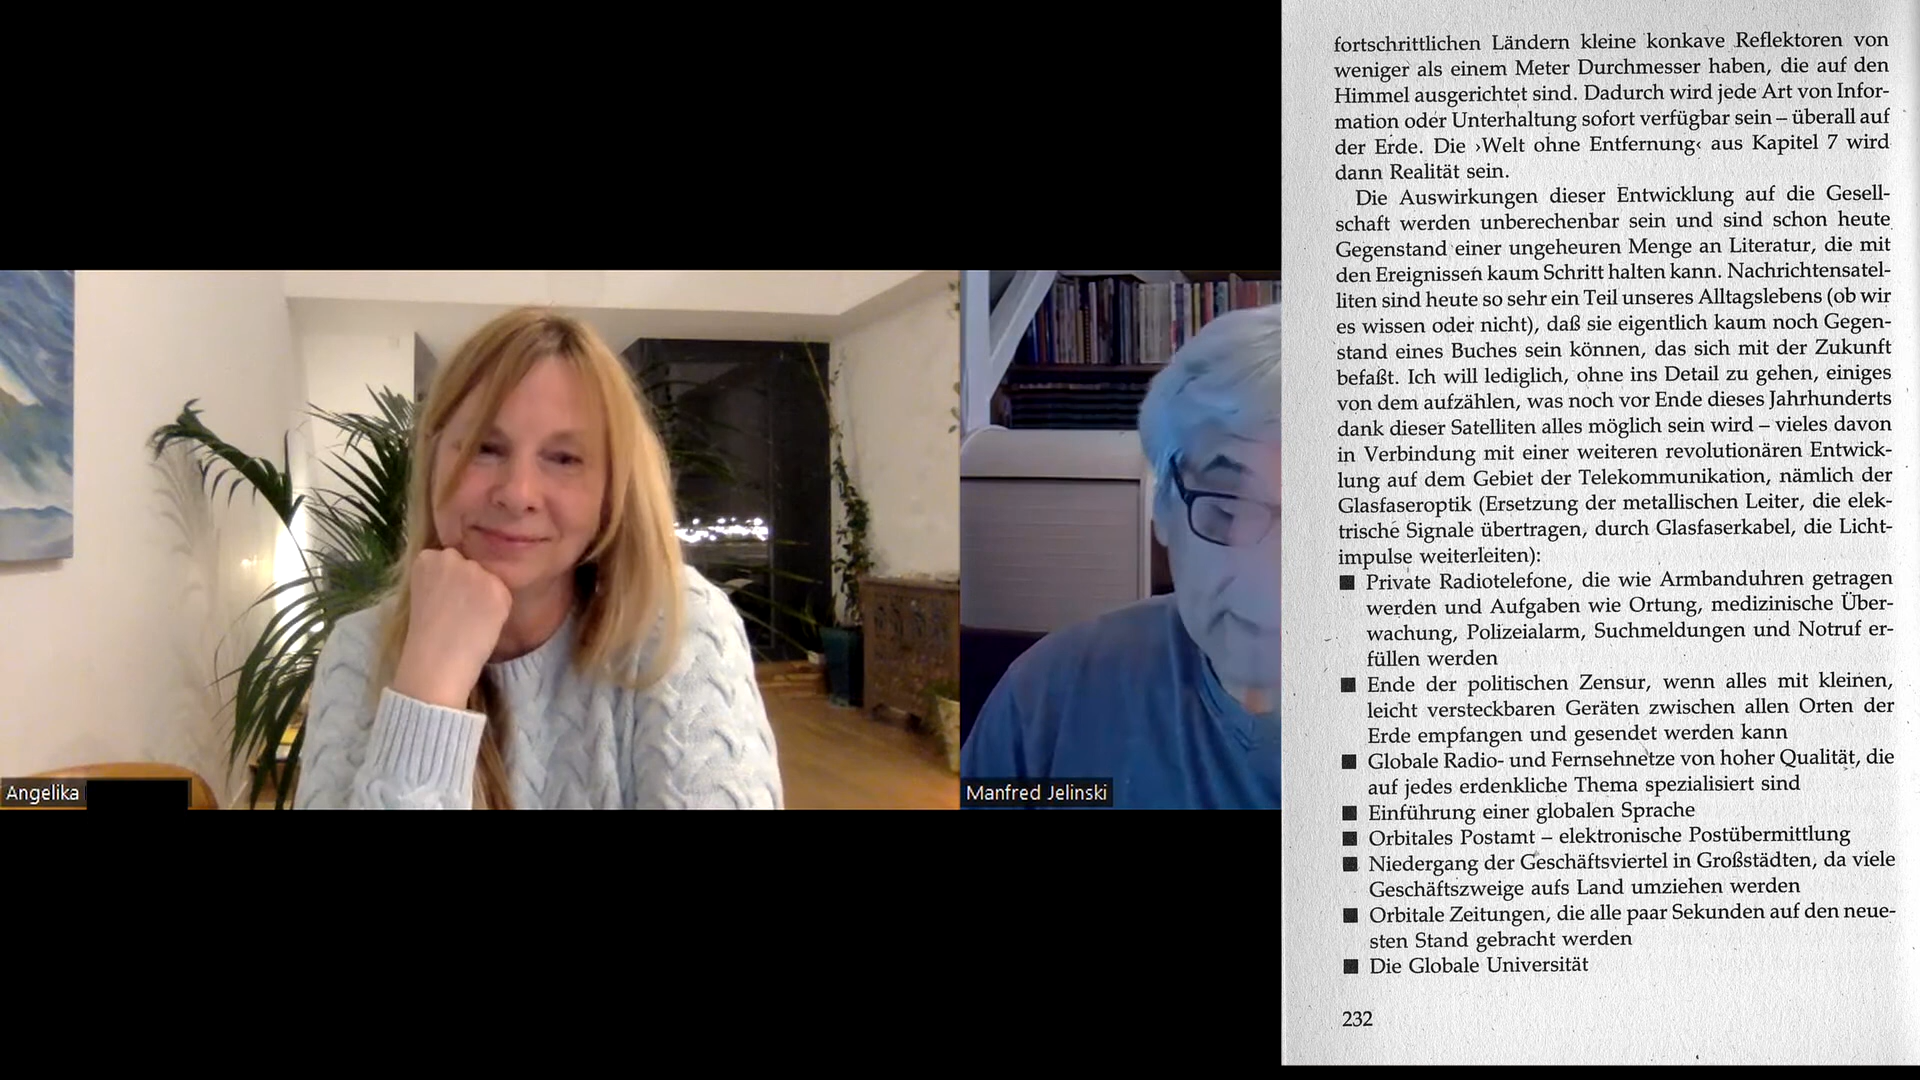 Angelika
Manfred Jelinski
fortschrittlichen Ländern kleine konkave Reflektoren von
weniger als einem Meter Durchmesser haben, die auf den
Himmel ausgerichtet sind. Dadurch wird jede Art von Infor-
mation oder Unterhaltung sofort verfügbar sein – überall auf
der Erde. Die ›Welt ohne Entfernung‹ aus Kapitel 7 wird
dann Realität sein.
Die Auswirkungen dieser Entwicklung auf die Gesell-
schaft werden unberechenbar sein und sind schon heute
Gegenstand einer ungeheuren Menge an Literatur, die mit
den Ereignissen kaum Schritt halten kann. Nachrichtensatel-
liten sind heute so sehr ein Teil unseres Alltagslebens (ob wir
es wissen oder nicht), daß sie eigentlich kaum noch Gegen-
stand eines Buches sein können, das sich mit der Zukunft
befaßt. Ich will lediglich, ohne ins Detail zu gehen, einiges
von dem aufzählen, was noch vor Ende dieses Jahrhunderts
dank dieser Satelliten alles möglich sein wird – vieles davon
in Verbindung mit einer weiteren revolutionären Entwick-
lung auf dem Gebiet der Telekommunikation, nämlich der
Glasfaseroptik (Ersetzung der metallischen Leiter, die elek-
trische Signale übertragen, durch Glasfaserkabel, die Licht-
impulse weiterleiten):
■ Private Radiotelefone, die wie Armbanduhren getragen
werden und Aufgaben wie Ortung, medizinische Über-
wachung, Polizeialarm, Suchmeldungen und Notruf er-
füllen werden
■ Ende der politischen Zensur, wenn alles mit kleinen,
leicht versteckbaren Geräten zwischen allen Orten der
Erde empfangen und gesendet werden kann
■ Globale Radio- und Fernsehnetze von hoher Qualität, die
auf jedes erdenkliche Thema spezialisiert sind
■ Einführung einer globalen Sprache
■ Orbitales Postamt – elektronische Postübermittlung
■ Niedergang der Geschäftsviertel in Großstädten, da viele
Geschäftszweige aufs Land umziehen werden
■ Orbitale Zeitungen, die alle paar Sekunden auf den neue-
sten Stand gebracht werden
■ Die Globale Universität
232